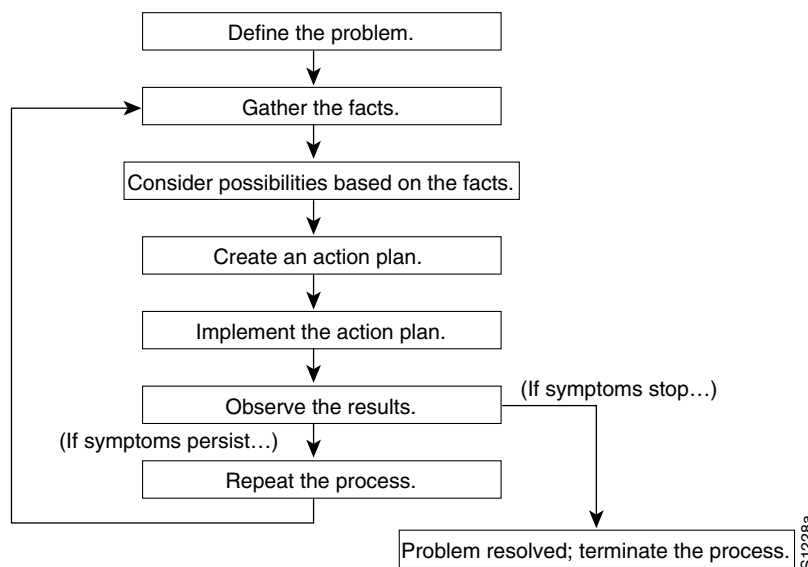 Define the problem.
Gather the facts.
Consider possibilities based on the facts.
Create an action plan.
Implement the action plan.
Observe the results.
(If symptoms stop…)
(If symptoms persist…)
Repeat the process.
Problem resolved; terminate the process.
S1228a